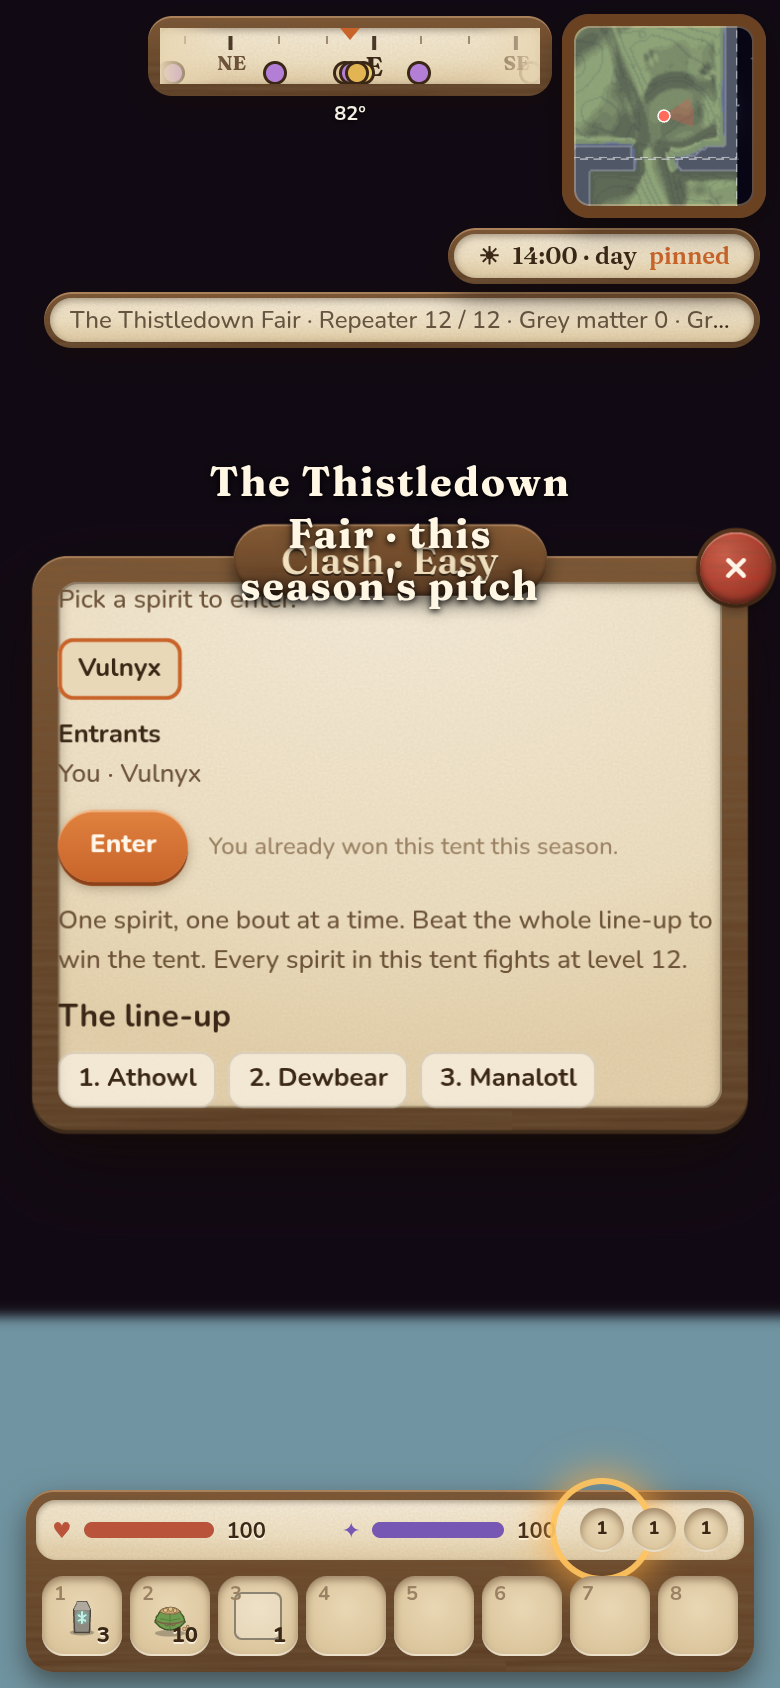 NE
E
SE
82°
14:00 · day pinned
The Thistledown Fair · Repeater 12 / 12 · Grey matter 0 · Gr...
The Thistledown
Fair · this
season's pitch
Clash · Easy
Pick a spirit to enter.
Vulnyx
Entrants
You · Vulnyx
Enter
You already won this tent this season.
One spirit, one bout at a time. Beat the whole line-up to
win the tent. Every spirit in this tent fights at level 12.
The line-up
1. Athowl
2. Dewbear
3. Manalotl
100
100
1
1
1
1
3
2
10
3
1
4
5
6
7
8